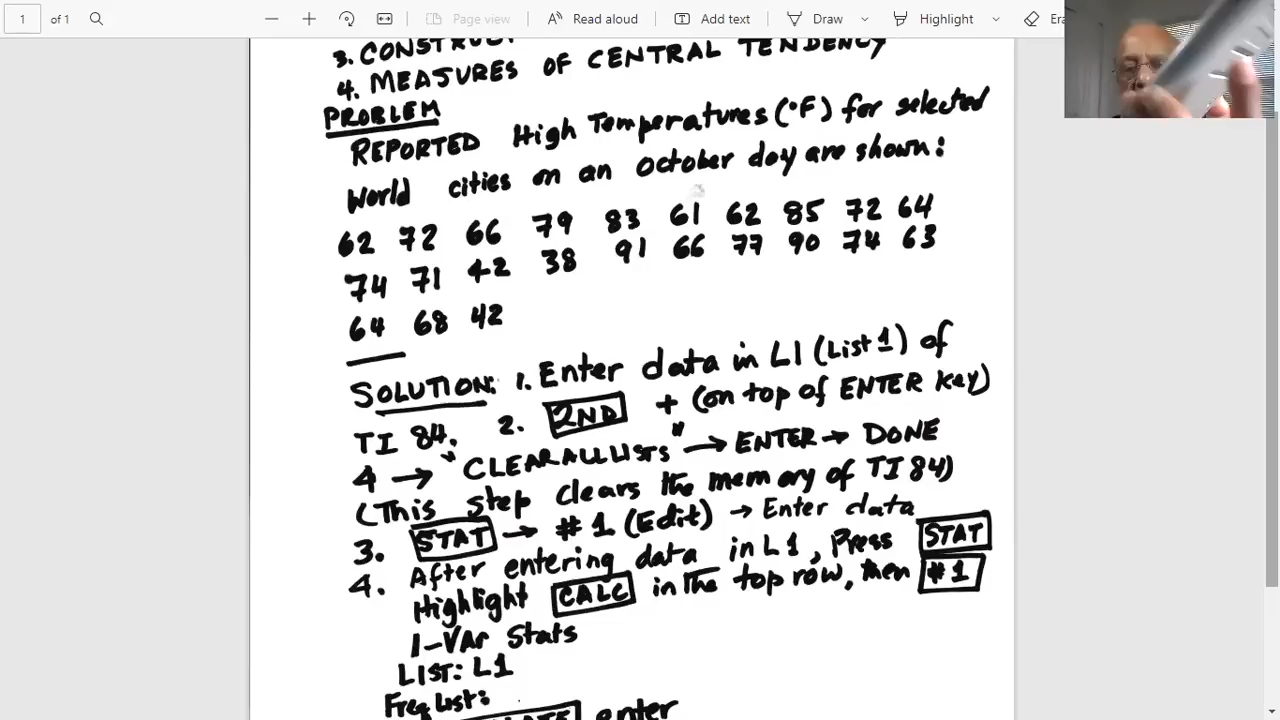 1 of 1 Page view Read aloud Add text Draw Highlight
3. CONSTRUCT
4. MEASURES OF CENTRAL TENDENCY
PROBLEM
REPORTED High Temperatures (°F) for selected
World cities on an October day are shown:
62 72 66 79 83 61 62 85 72 64
74 71 42 38 91 66 77 90 74 63
64 68 42
SOLUTION: 1. Enter data in L1 (List 1) of
TI 84. 2. 2ND + (on top of ENTER key)
4 → "CLEARALLLISTS" → ENTER → DONE
(This step clears the memory of TI 84)
3. STAT → #1 (Edit) → Enter data
4. After entering data in L1, Press STAT
Highlight CALC in the top row, then #1
1-VAr Stats
LIST: L1
Freq List:
enter